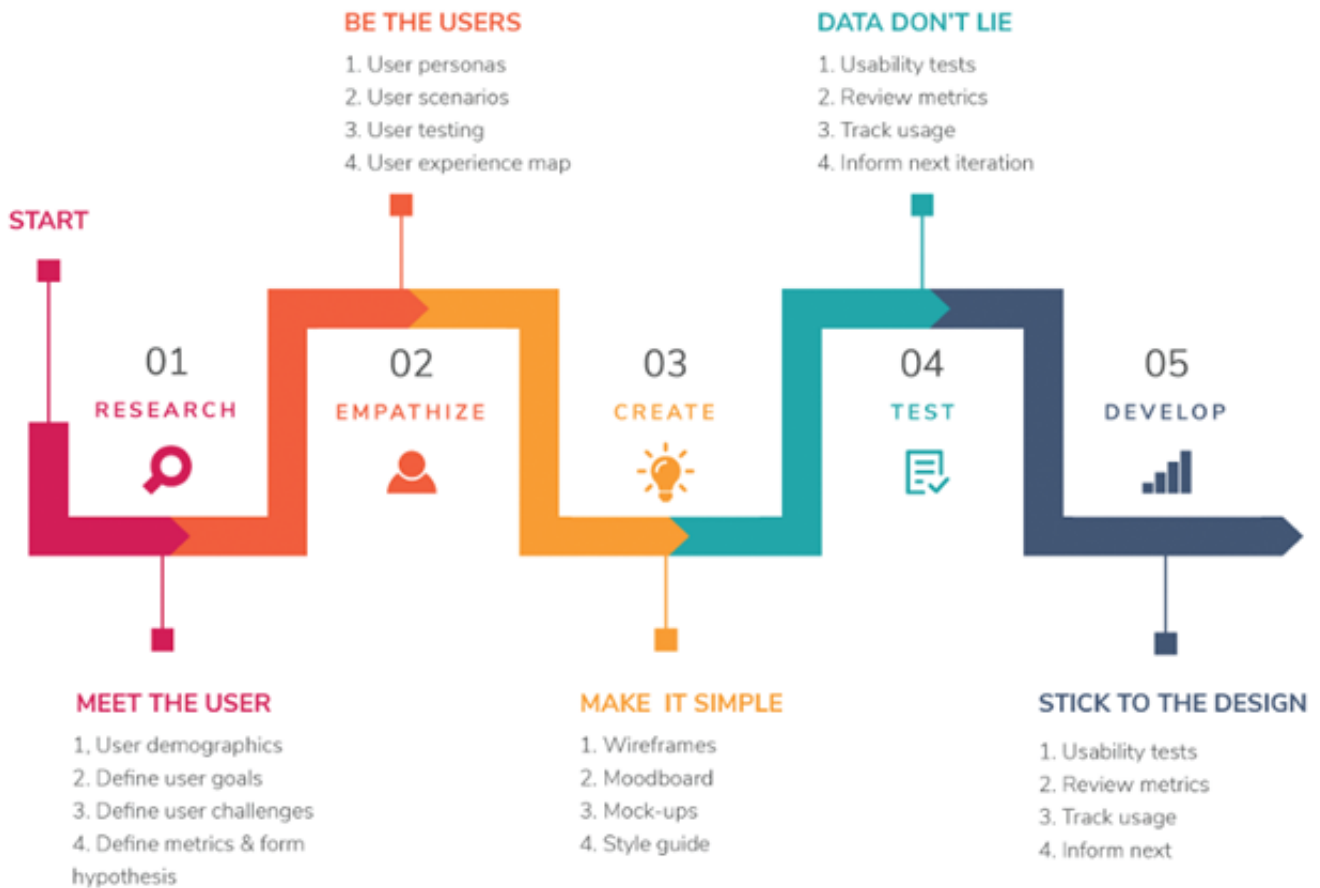 BE THE USERS
1. User personas
2. User scenarios
3. User testing
4. User experience map
DATA DON'T LIE
1. Usability tests
2. Review metrics
3. Track usage
4. Inform next iteration
START
01
RESEARCH
02
EMPATHIZE
03
CREATE
04
TEST
05
DEVELOP
MEET THE USER
1, User demographics
2. Define user goals
3. Define user challenges
4. Define metrics & form
hypothesis
MAKE IT SIMPLE
1. Wireframes
2. Moodboard
3. Mock-ups
4. Style guide
STICK TO THE DESIGN
1. Usability tests
2. Review metrics
3. Track usage
4. Inform next